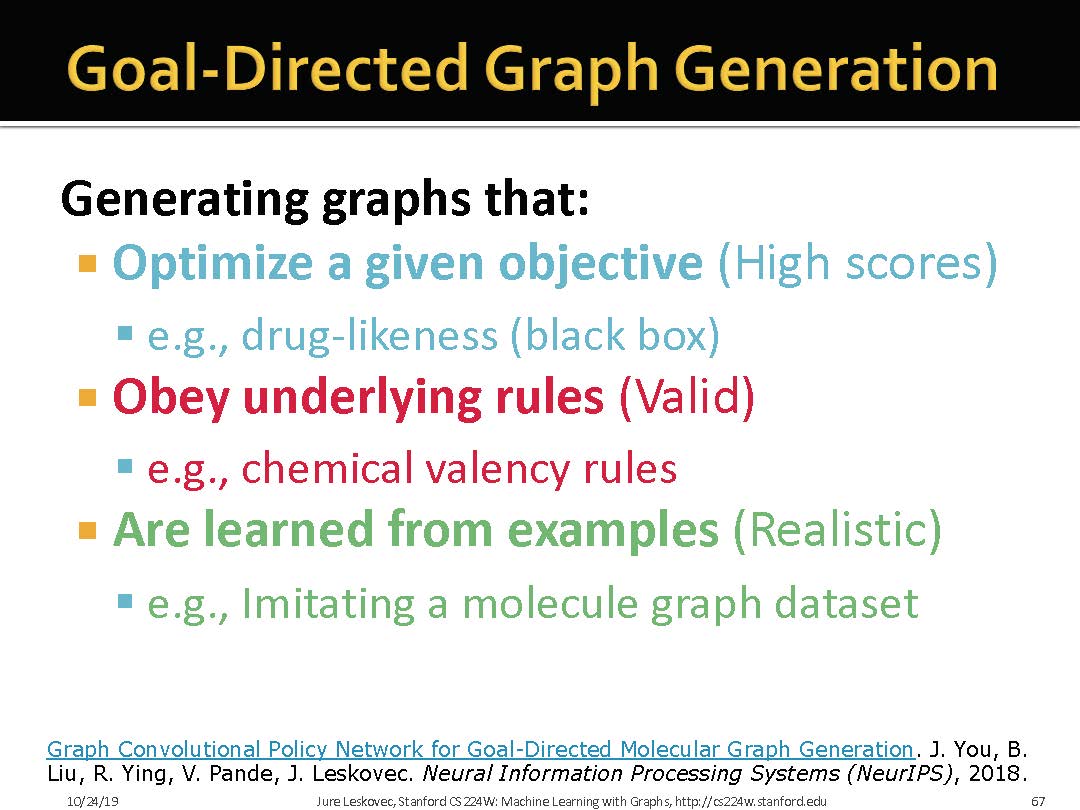 Goal-Directed Graph Generation
Generating graphs that:
▪ Optimize a given objective (High scores)
▪ e.g., drug-likeness (black box)
▪ Obey underlying rules (Valid)
▪ e.g., chemical valency rules
▪ Are learned from examples (Realistic)
▪ e.g., Imitating a molecule graph dataset
Graph Convolutional Policy Network for Goal-Directed Molecular Graph Generation. J. You, B.
Liu, R. Ying, V. Pande, J. Leskovec. Neural Information Processing Systems (NeurIPS), 2018.
10/24/19 Jure Leskovec, Stanford CS224W: Machine Learning with Graphs, http://cs224w.stanford.edu 67